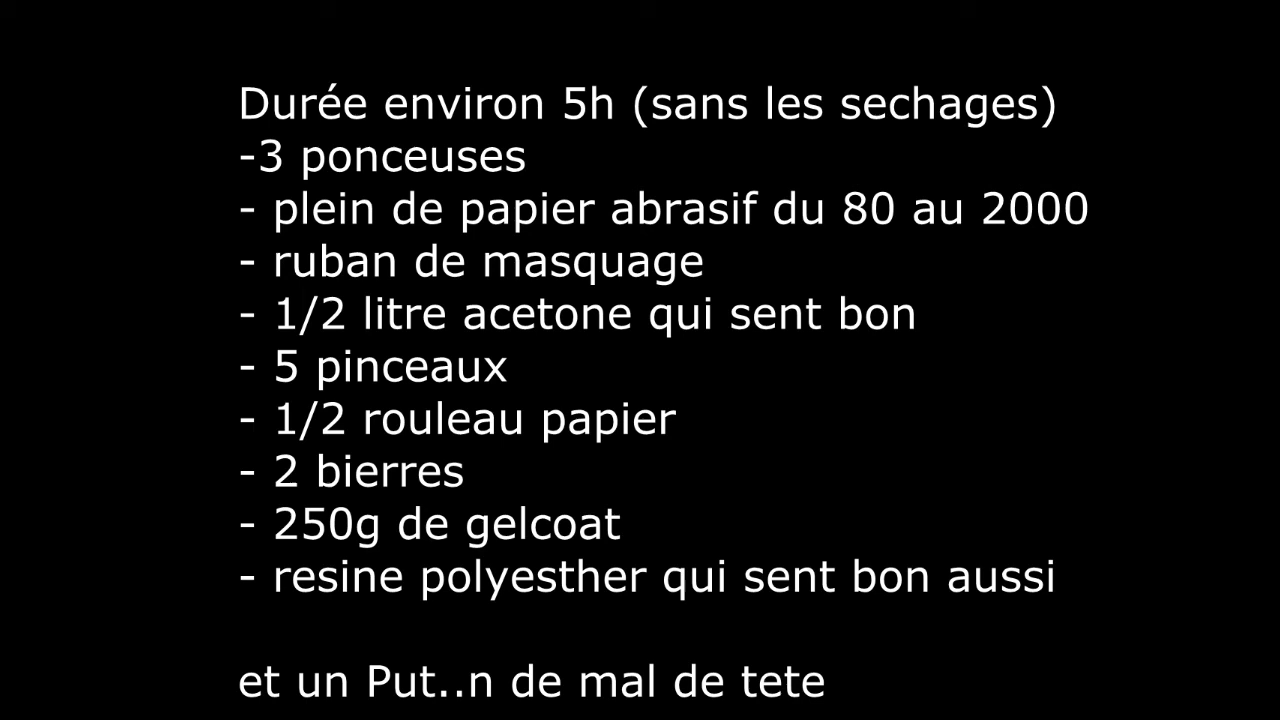 Durée environ 5h (sans les sechages)
-3 ponceuses
- plein de papier abrasif du 80 au 2000
- ruban de masquage
- 1/2 litre acetone qui sent bon
- 5 pinceaux
- 1/2 rouleau papier
- 2 bierres
- 250g de gelcoat
- resine polyesther qui sent bon aussi
et un Put..n de mal de tete